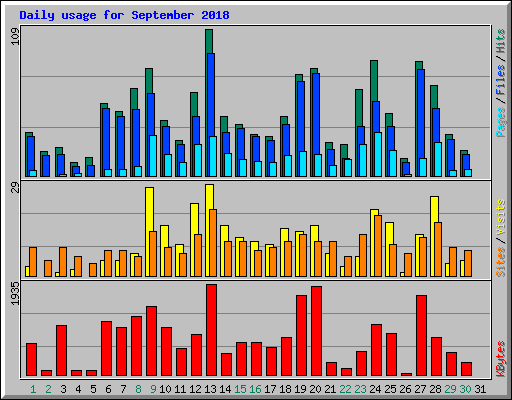 Daily usage for September 2018
109
Pages / Files / Hits
29
Sites / Visits
1935
KBytes
1 2 3 4 5 6 7 8 9 10 11 12 13 14 15 16 17 18 19 20 21 22 23 24 25 26 27 28 29 30 31